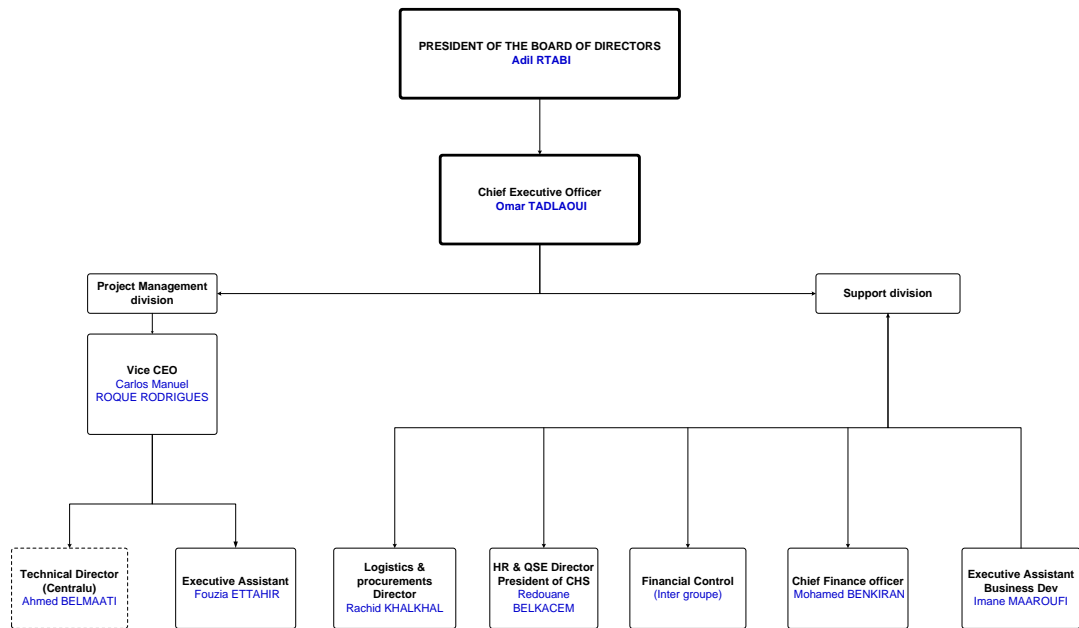 PRESIDENT OF THE BOARD OF DIRECTORS
Adil RTABI
Chief Executive Officer
Omar TADLAOUI
Project Management
division
Support division
Vice CEO
Carlos Manuel
ROQUE RODRIGUES
Technical Director
(Centralu)
Ahmed BELMAATI
Executive Assistant
Fouzia ETTAHIR
Logistics &
procurements
Director
Rachid KHALKHAL
HR & QSE Director
President of CHS
Redouane
BELKACEM
Financial Control
(Inter groupe)
Chief Finance officer
Mohamed BENKIRAN
Executive Assistant
Business Dev
Imane MAAROUFI